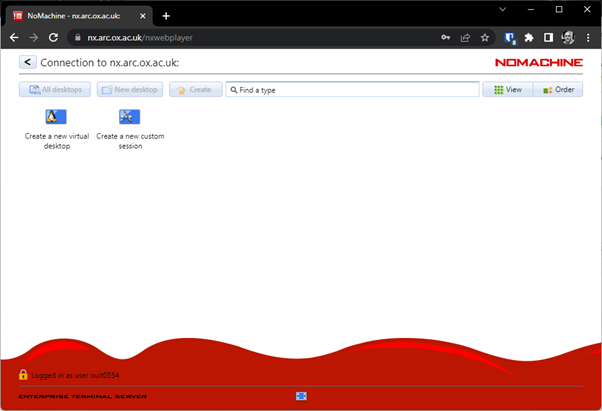 NoMachine - nx.arc.ox.ac.uk:
nx.arc.ox.ac.uk/nxwebplayer
8
Connection to nx.arc.ox.ac.uk:
NOMACHINE
All desktops
New desktop
Create
Find a type
View
Order
Create a new virtual
desktop
Create a new custom
session
Logged in as user ouit0554
ENTERPRISE TERMINAL SERVER